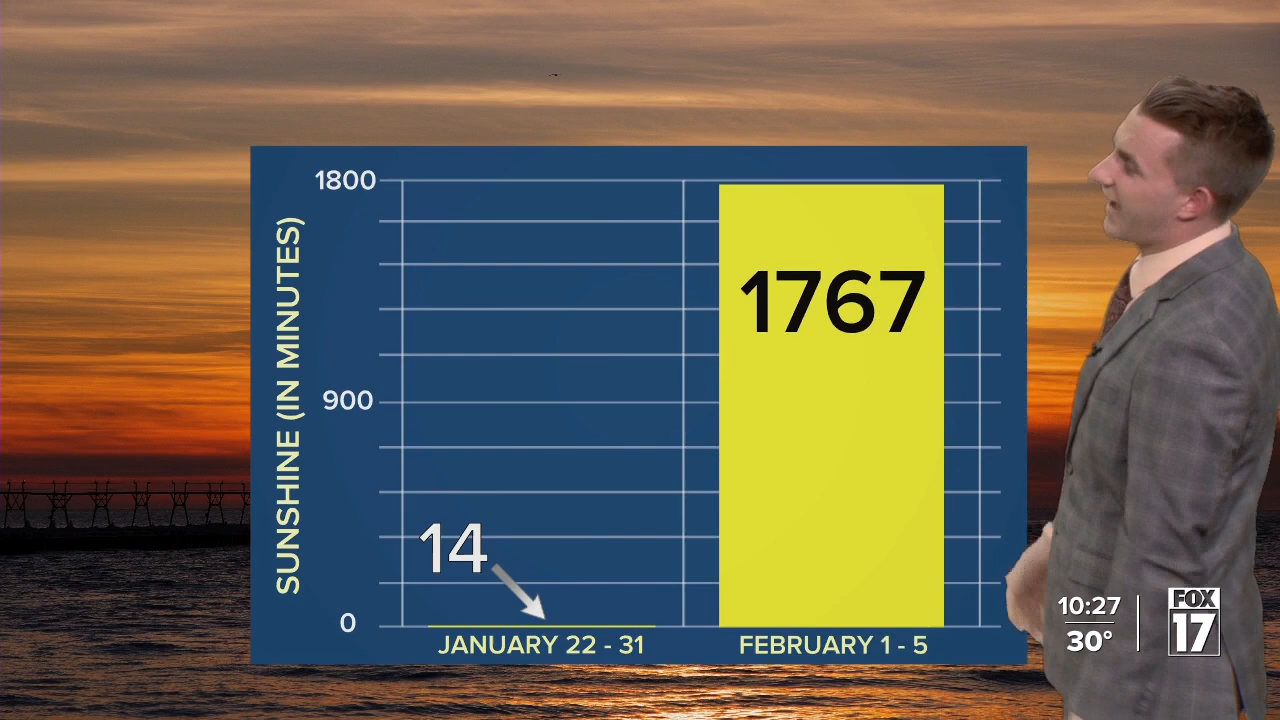 SUNSHINE (IN MINUTES)
1800
900
0
1767
14
JANUARY 22 - 31
FEBRUARY 1 - 5
10:27
30°
FOX
17